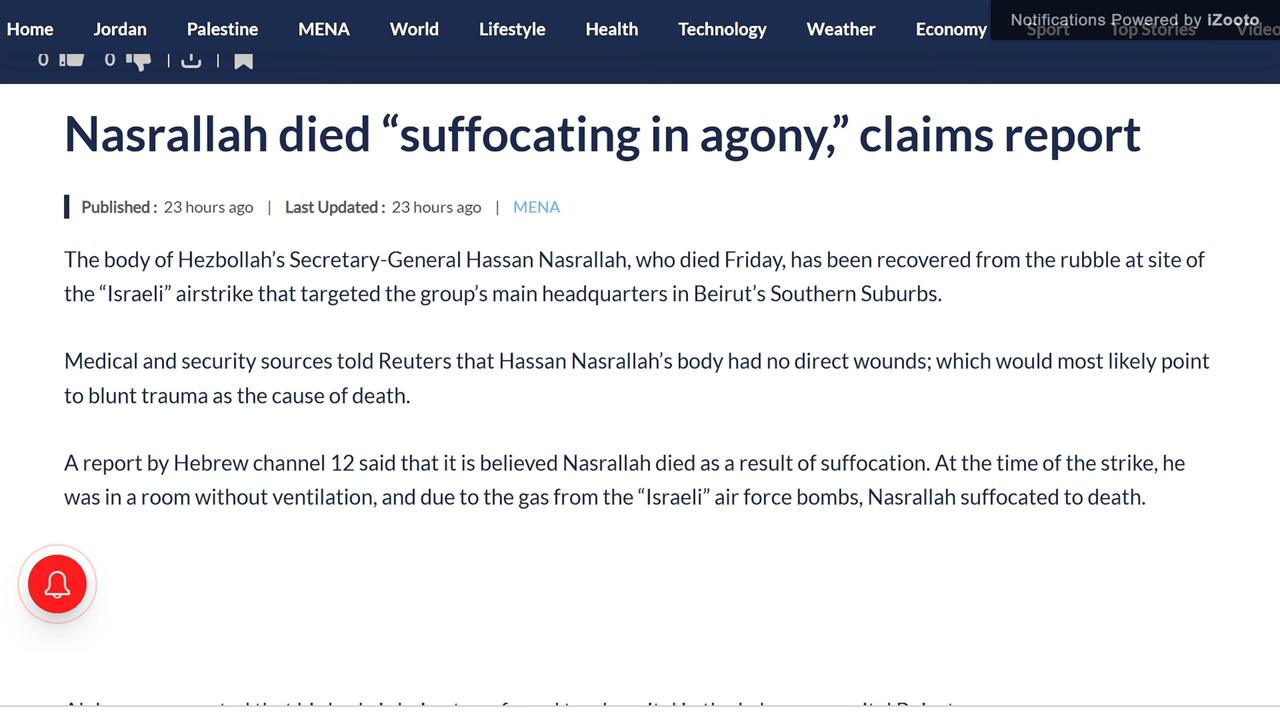 Notifications Powered by iZooto
Home Jordan Palestine MENA World Lifestyle Health Technology Weather Economy Sport Top Stories Video
0 0
Nasrallah died “suffocating in agony,” claims report
Published : 23 hours ago | Last Updated : 23 hours ago | MENA
The body of Hezbollah’s Secretary-General Hassan Nasrallah, who died Friday, has been recovered from the rubble at site of
the “Israeli” airstrike that targeted the group’s main headquarters in Beirut’s Southern Suburbs.
Medical and security sources told Reuters that Hassan Nasrallah’s body had no direct wounds; which would most likely point
to blunt trauma as the cause of death.
A report by Hebrew channel 12 said that it is believed Nasrallah died as a result of suffocation. At the time of the strike, he
was in a room without ventilation, and due to the gas from the “Israeli” air force bombs, Nasrallah suffocated to death.